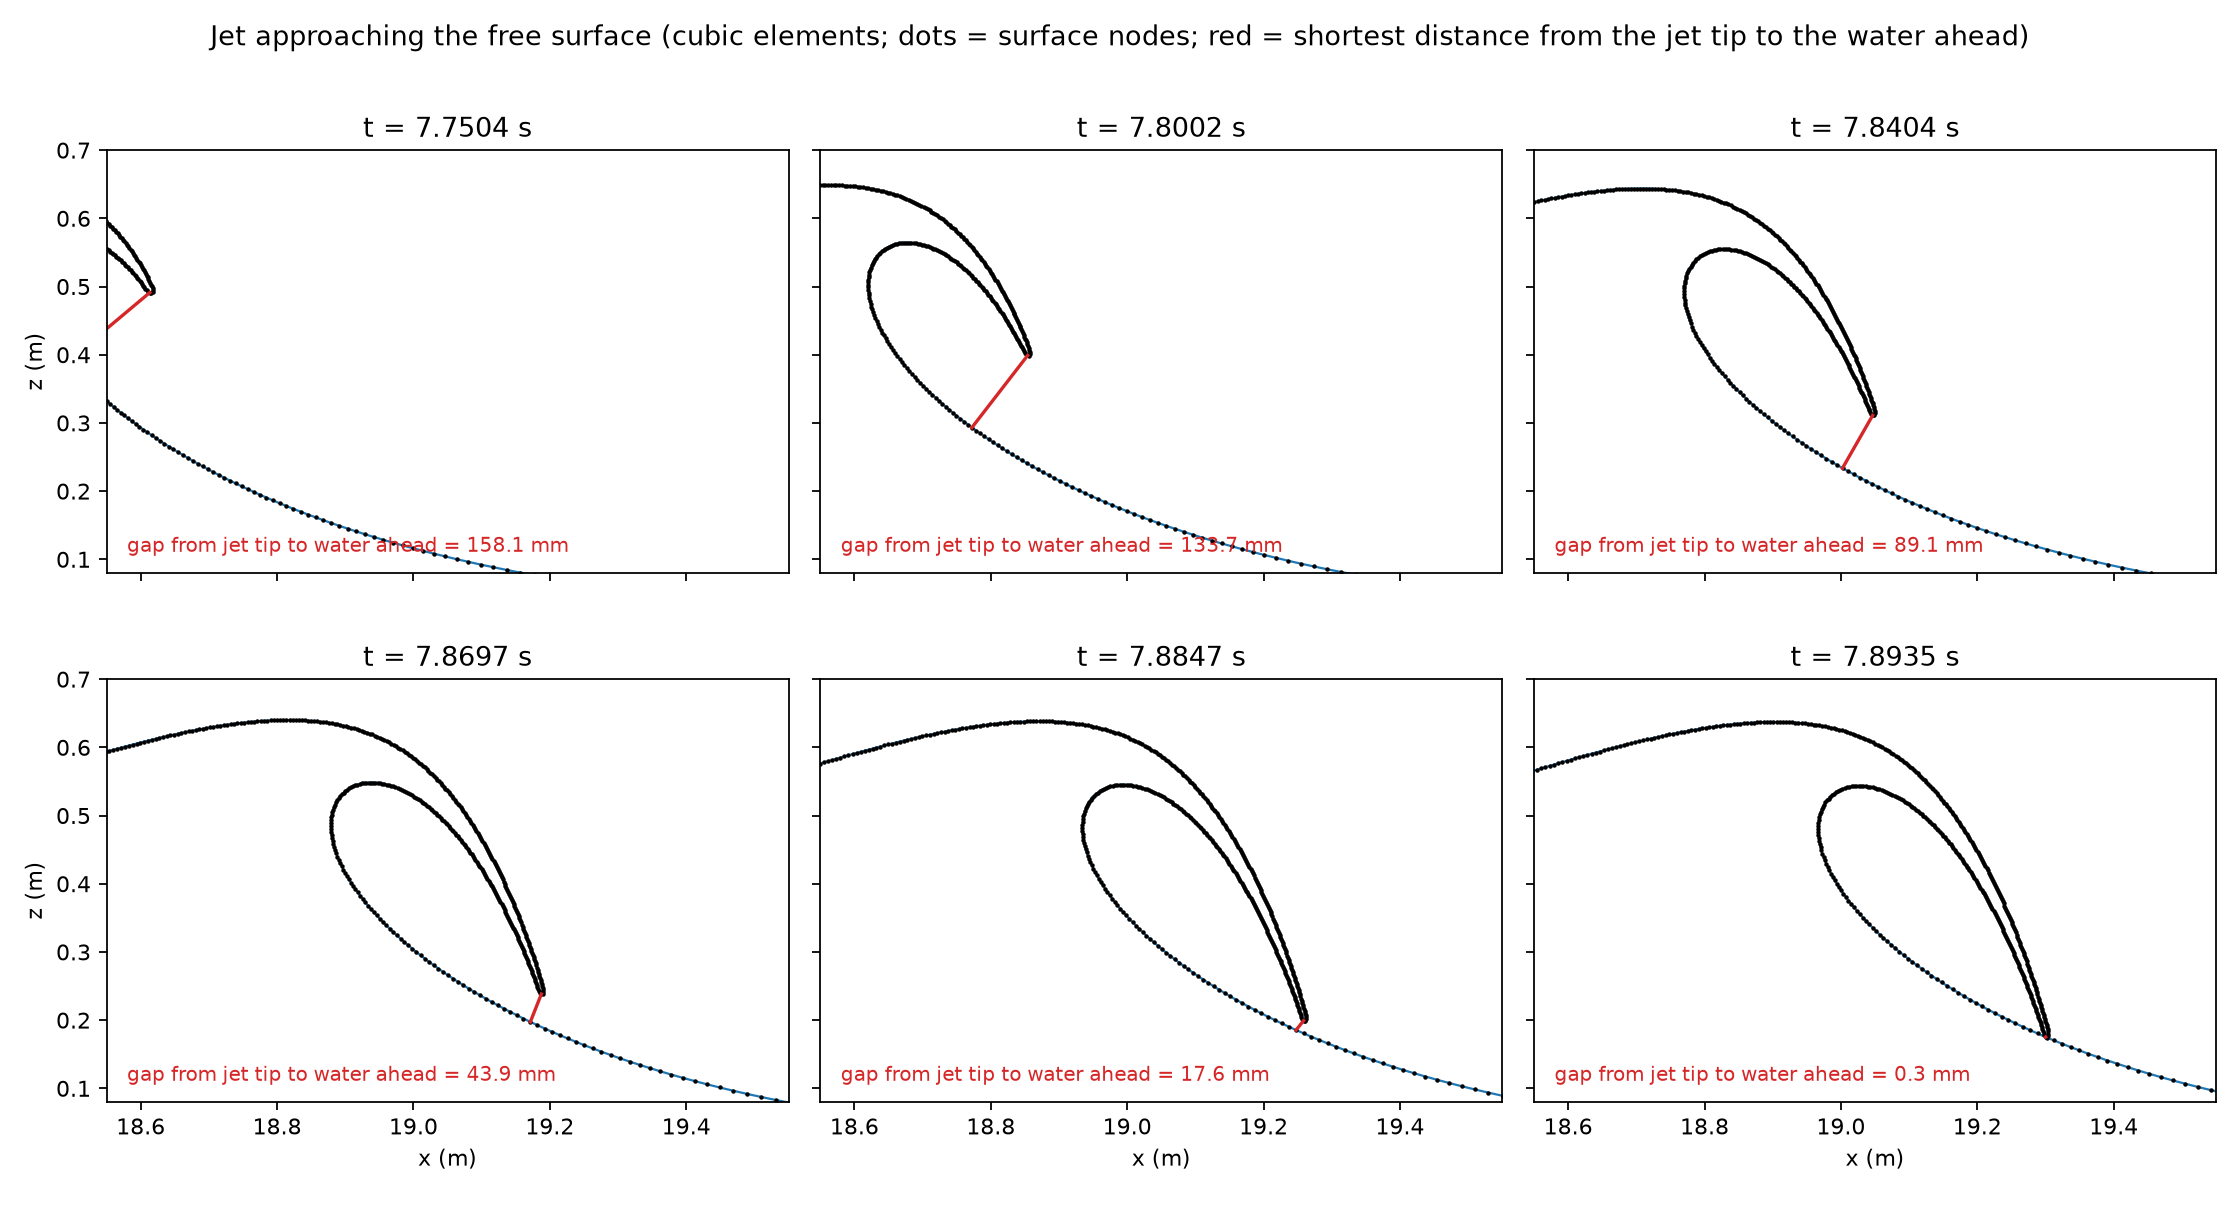 Jet approaching the free surface (cubic elements; dots = surface nodes; red = shortest distance from the jet tip to the water ahead)
t = 7.7504 s
t = 7.8002 s
t = 7.8404 s
0.7
0.6
0.5
0.4
0.3
0.2
0.1
z (m)
gap from jet tip to water ahead = 158.1 mm
gap from jet tip to water ahead = 133.7 mm
gap from jet tip to water ahead = 89.1 mm
t = 7.8697 s
t = 7.8847 s
t = 7.8935 s
0.7
0.6
0.5
0.4
0.3
0.2
0.1
z (m)
gap from jet tip to water ahead = 43.9 mm
gap from jet tip to water ahead = 17.6 mm
gap from jet tip to water ahead = 0.3 mm
18.6 18.8 19.0 19.2 19.4
18.6 18.8 19.0 19.2 19.4
18.6 18.8 19.0 19.2 19.4
x (m)
x (m)
x (m)